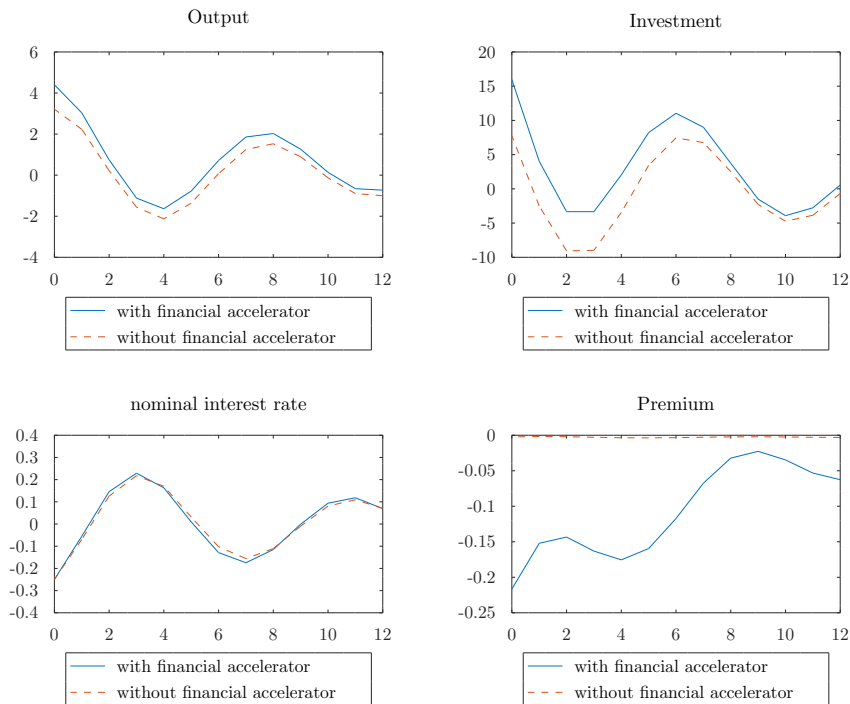 Output
6
4
2
0
-2
-4
0 2 4 6 8 10 12
with financial accelerator
without financial accelerator
Investment
20
15
10
5
0
-5
-10
0 2 4 6 8 10 12
with financial accelerator
without financial accelerator
nominal interest rate
0.4
0.3
0.2
0.1
0
-0.1
-0.2
-0.3
-0.4
0 2 4 6 8 10 12
with financial accelerator
without financial accelerator
Premium
0
-0.05
-0.1
-0.15
-0.2
-0.25
0 2 4 6 8 10 12
with financial accelerator
without financial accelerator